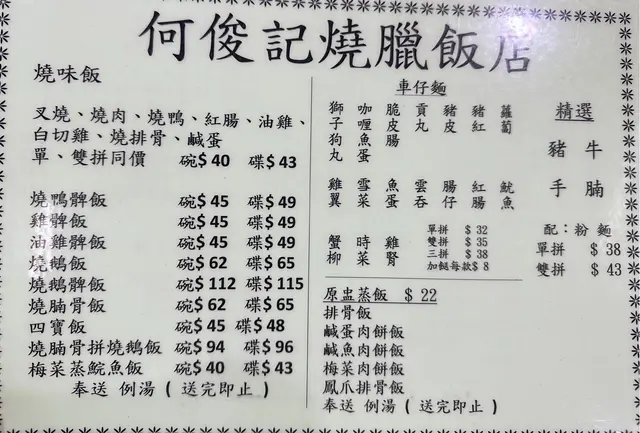 何俊記燒臘飯店
燒味飯
叉燒、燒肉、燒鴨、紅腸、油雞、
白切雞、燒排骨、鹹蛋
單、雙拼同價 碗$ 40 碟$ 43
燒鴨髀飯 碗$ 45 碟$ 49
雞髀飯 碗$ 45 碟$ 49
油雞髀飯 碗$ 45 碟$ 49
燒鵝飯 碗$ 62 碟$ 65
燒鵝髀飯 碗$ 112 碟$ 115
燒腩骨飯 碗$ 62 碟$ 65
四寶飯 碗$ 45 碟$ 48
燒腩骨拼燒鵝飯 碗$ 94 碟$ 96
梅菜蒸鯇魚飯 碗$ 40 碟$ 43
奉送 例湯 ( 送完即止 )
車仔麵
獅子狗丸
咖喱魚蛋
脆皮腸
貢丸
豬皮
豬紅
蘿蔔
雞翼
雪菜
魚蛋
雲吞
腸仔
紅腸
魷魚
蟹柳
時菜
雞腎
單拼 $ 32
雙拼 $ 35
三拼 $ 38
加餸每款$ 8
精選
豬手
牛腩
配：粉 麵
單拼 $ 38
雙拼 $ 43
原盅蒸飯 $ 22
排骨飯
鹹蛋肉餅飯
鹹魚肉餅飯
梅菜肉餅飯
鳳爪排骨飯
奉送 例湯 ( 送完即止 )